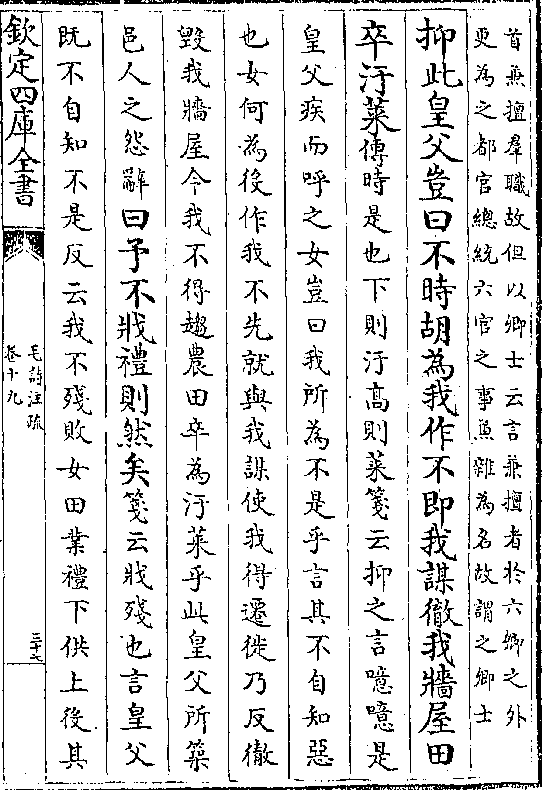 首兼擅羣職故但以卿士云言兼擅者於六卿之外
更為之都官總統六官之事兼雜為名故謂之卿士
抑此皇父豈曰不時胡為我作不即我謀徹我牆屋田
卒汙萊傳時是也下則汙高則萊箋云抑之言噫噫是
皇父疾而呼之女豈曰我所為不是乎言其不自知惡
也女何為役作我不先就與我謀使我得遷徙乃反徹
毀我牆屋今我不得趨農田卒為汙萊乎此皇父所築
邑人之怨辭曰予不戕禮則然矣箋云戕殘也言皇父
既不自知不是反云我不殘敗女田業禮下供上役其
欽定四庫全書
毛詩注疏
卷十九
三十七